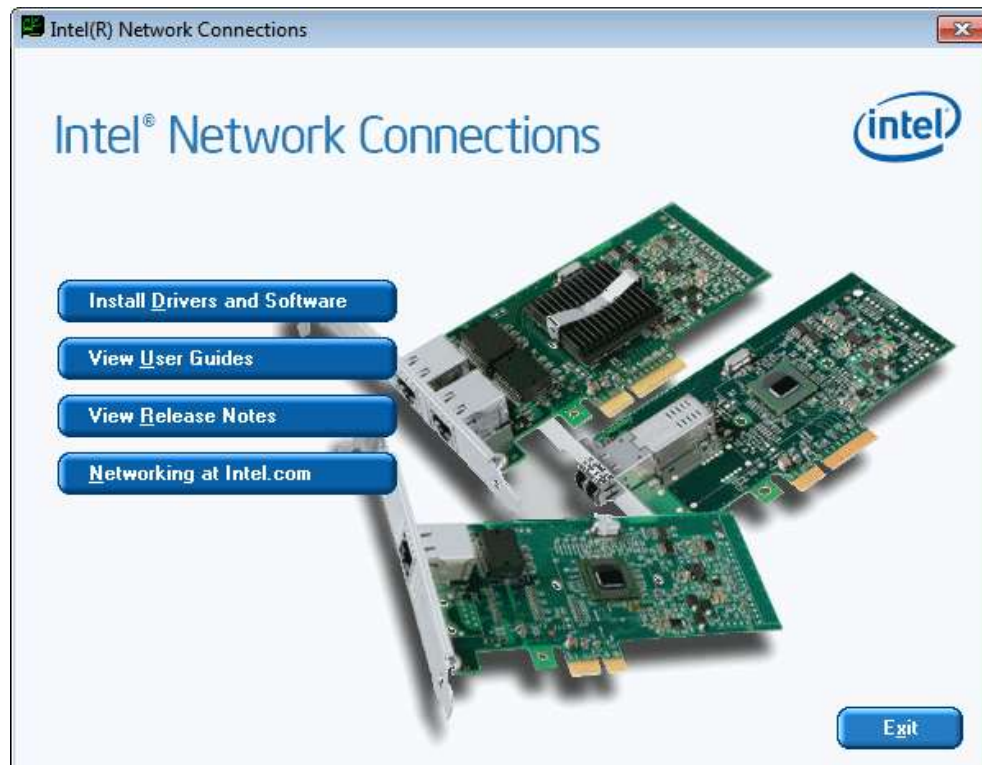 Intel(R) Network Connections
Intel® Network Connections
intel
Install Drivers and Software
View User Guides
View Release Notes
Networking at Intel.com
Exit